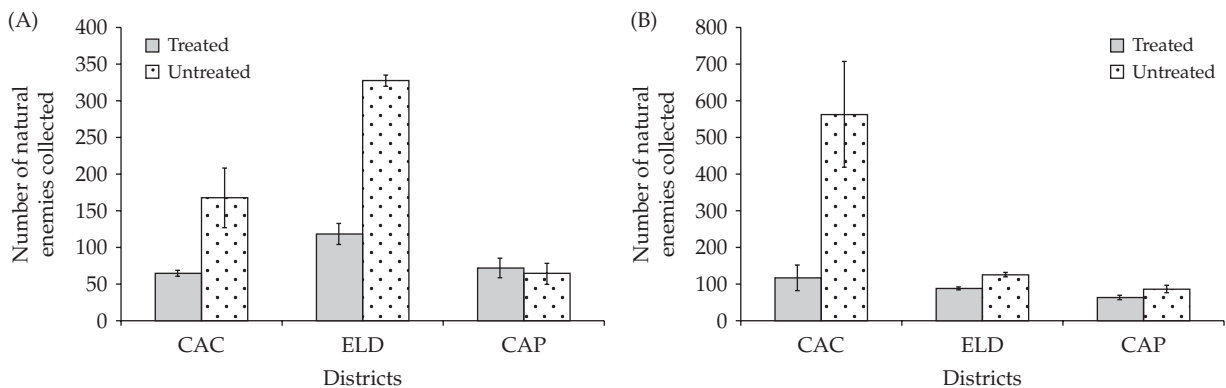 (A)
Number of natural
enemies collected
400
350
300
250
200
150
100
50
0
Treated
Untreated
CAC
ELD
CAP
Districts
(B)
Number of natural
enemies collected
800
700
600
500
400
300
200
100
0
Treated
Untreated
CAC
ELD
CAP
Districts